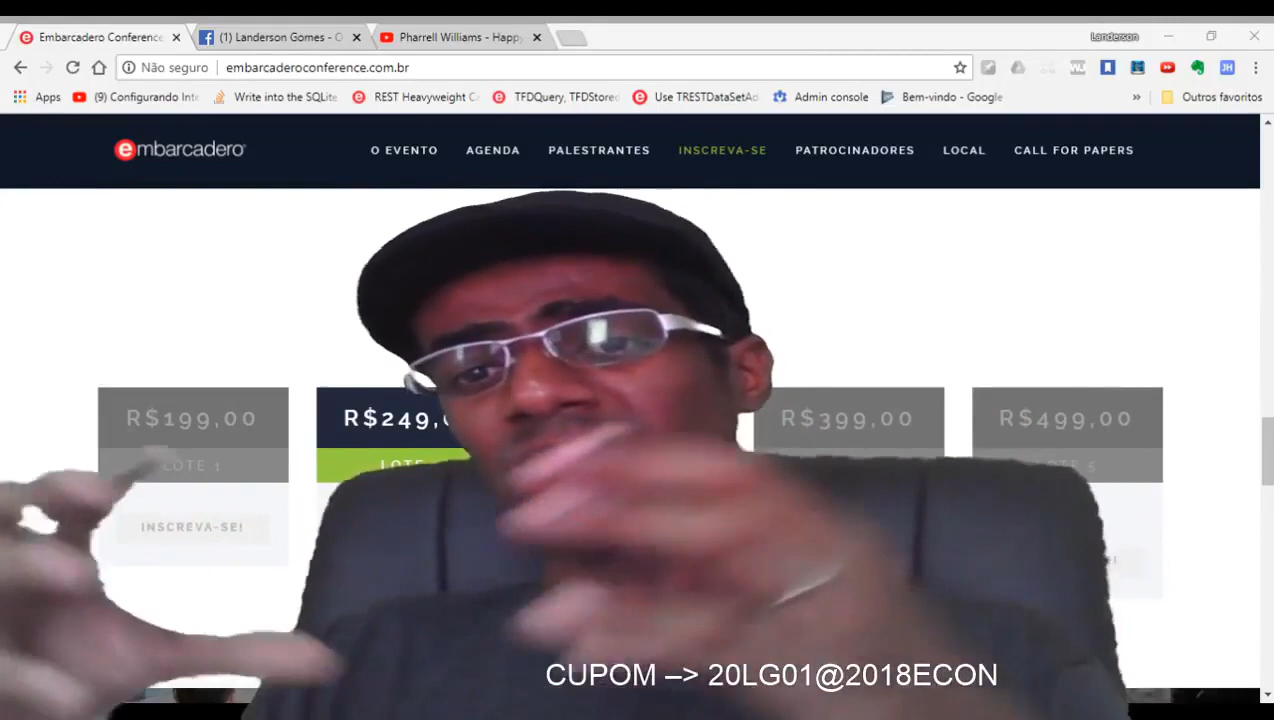 Embarcadero Conference
(1) Landerson Gomes - C
Pharrell Williams - Happy
Landerson
Não seguro
embarcaderoconference.com.br
Apps
(9) Configurando Int
Write into the SQLite
REST Heavyweight C
TFDQuery, TFDStored
Use TRESTDataSetAd
Admin console
Bem-vindo - Google
»
Outros favoritos
embarcadero
O EVENTO
AGENDA
PALESTRANTES
INSCREVA-SE
PATROCINADORES
LOCAL
CALL FOR PAPERS
R$199,00
R$249,
R$399,00
R$499,00
LOTE 1
LOTE
INSCREVA-SE!
CUPOM –> 20LG01@2018ECON